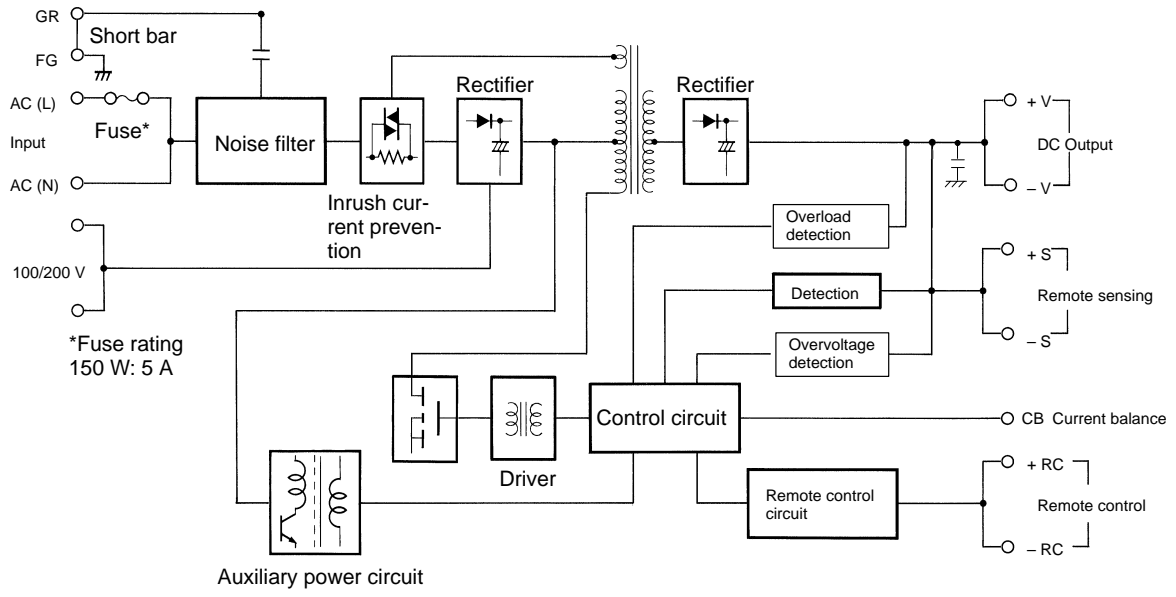 GR
Short bar
FG
AC (L)
Fuse*
Input
AC (N)
Noise filter
Inrush cur-
rent preven-
tion
Rectifier
Rectifier
+ V
DC Output
– V
100/200 V
*Fuse rating
150 W: 5 A
Overload
detection
Detection
Overvoltage
detection
+ S
Remote sensing
– S
Driver
Control circuit
CB Current balance
Remote control
circuit
+ RC
Remote control
– RC
Auxiliary power circuit